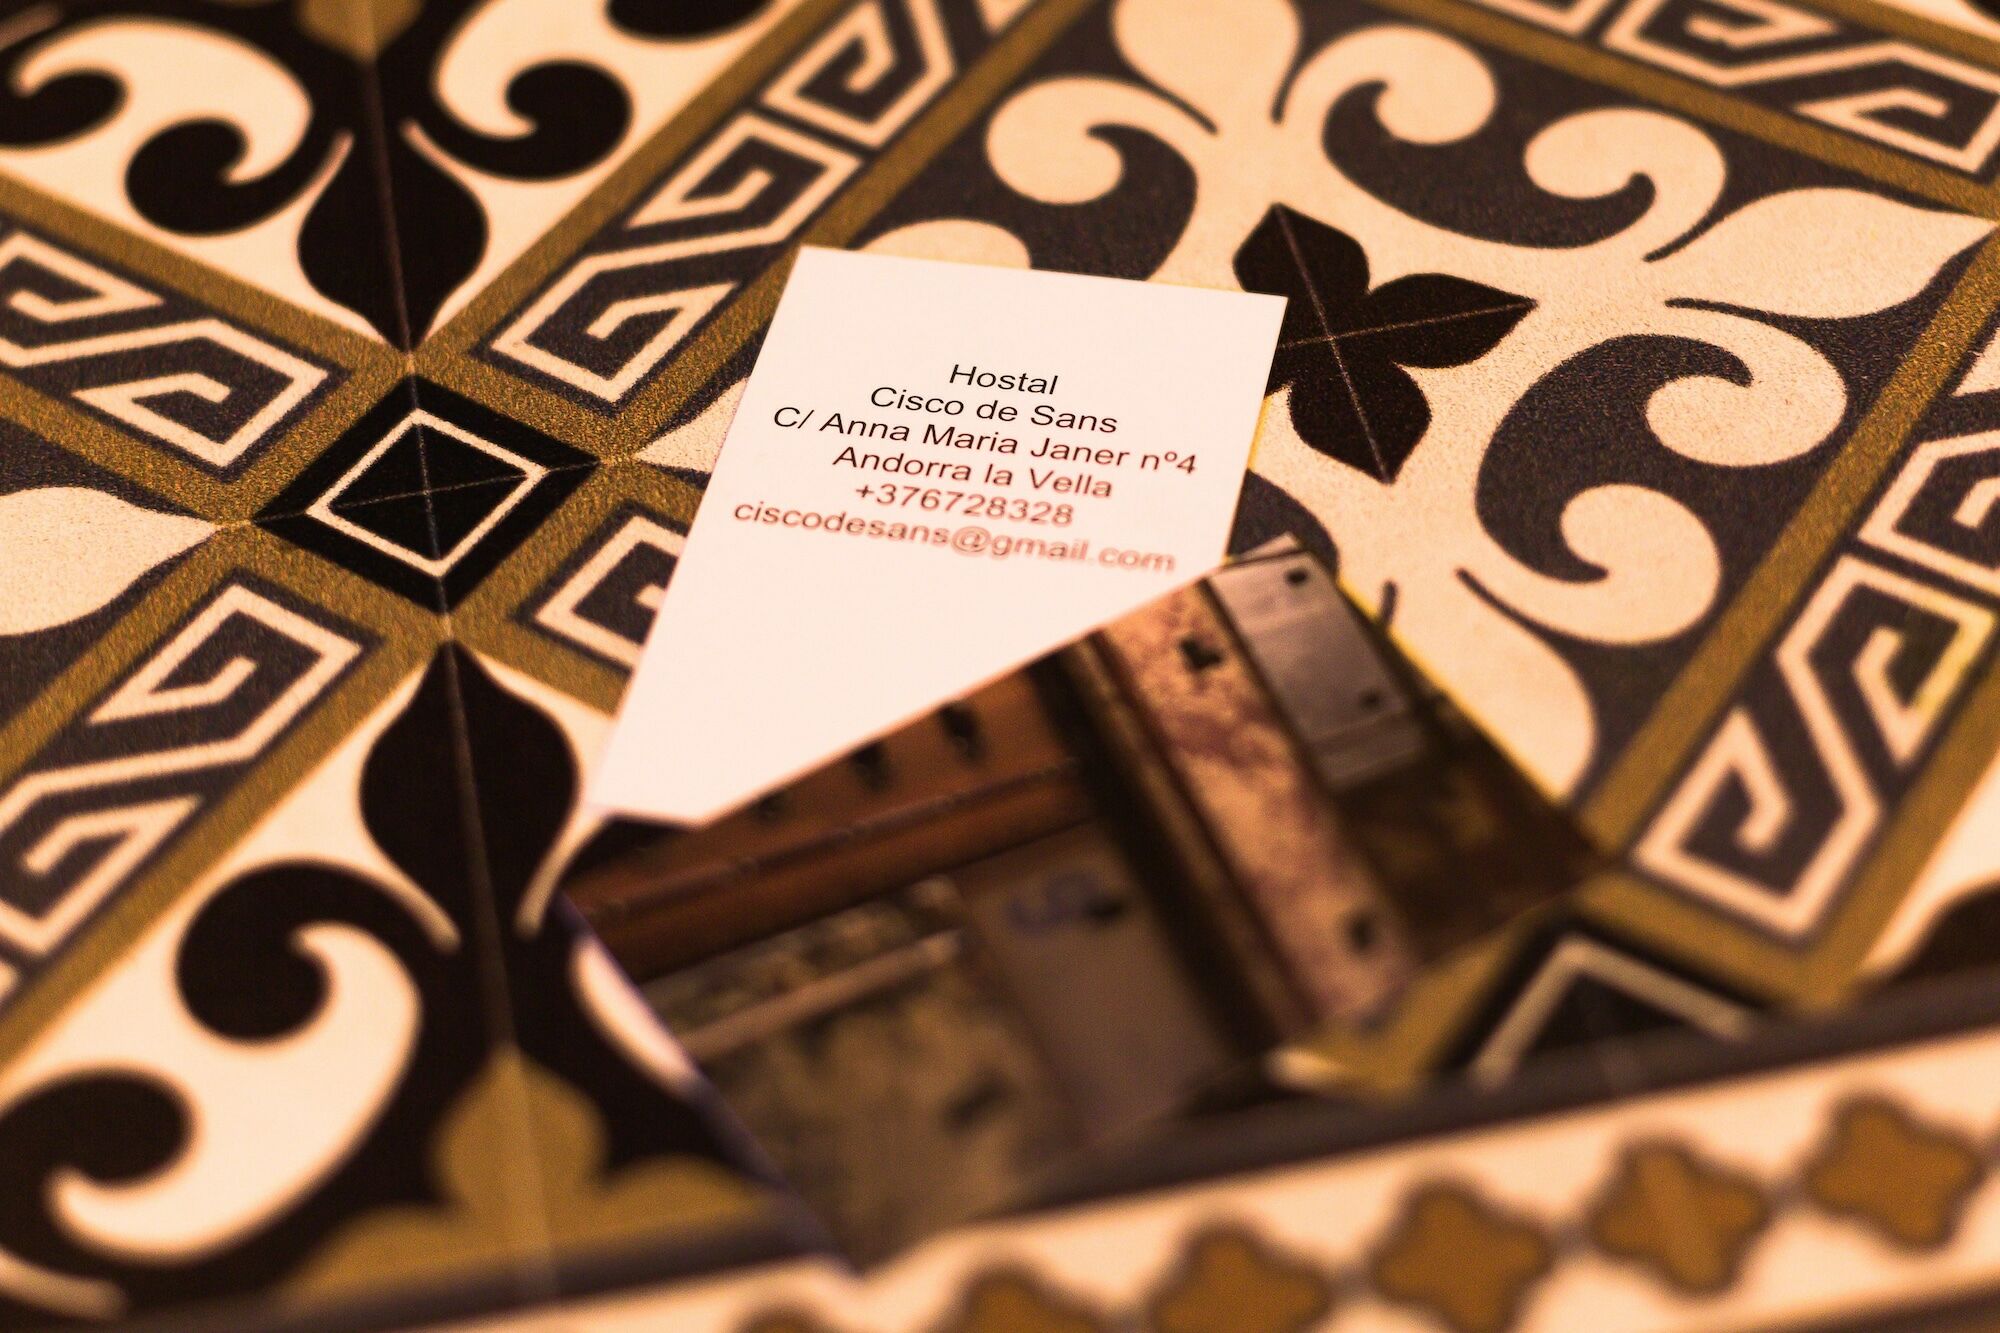 Hostal
Cisco de Sans
C/ Anna Maria Janer nº4
Andorra la Vella
+376728328
ciscodesans@gmail.com